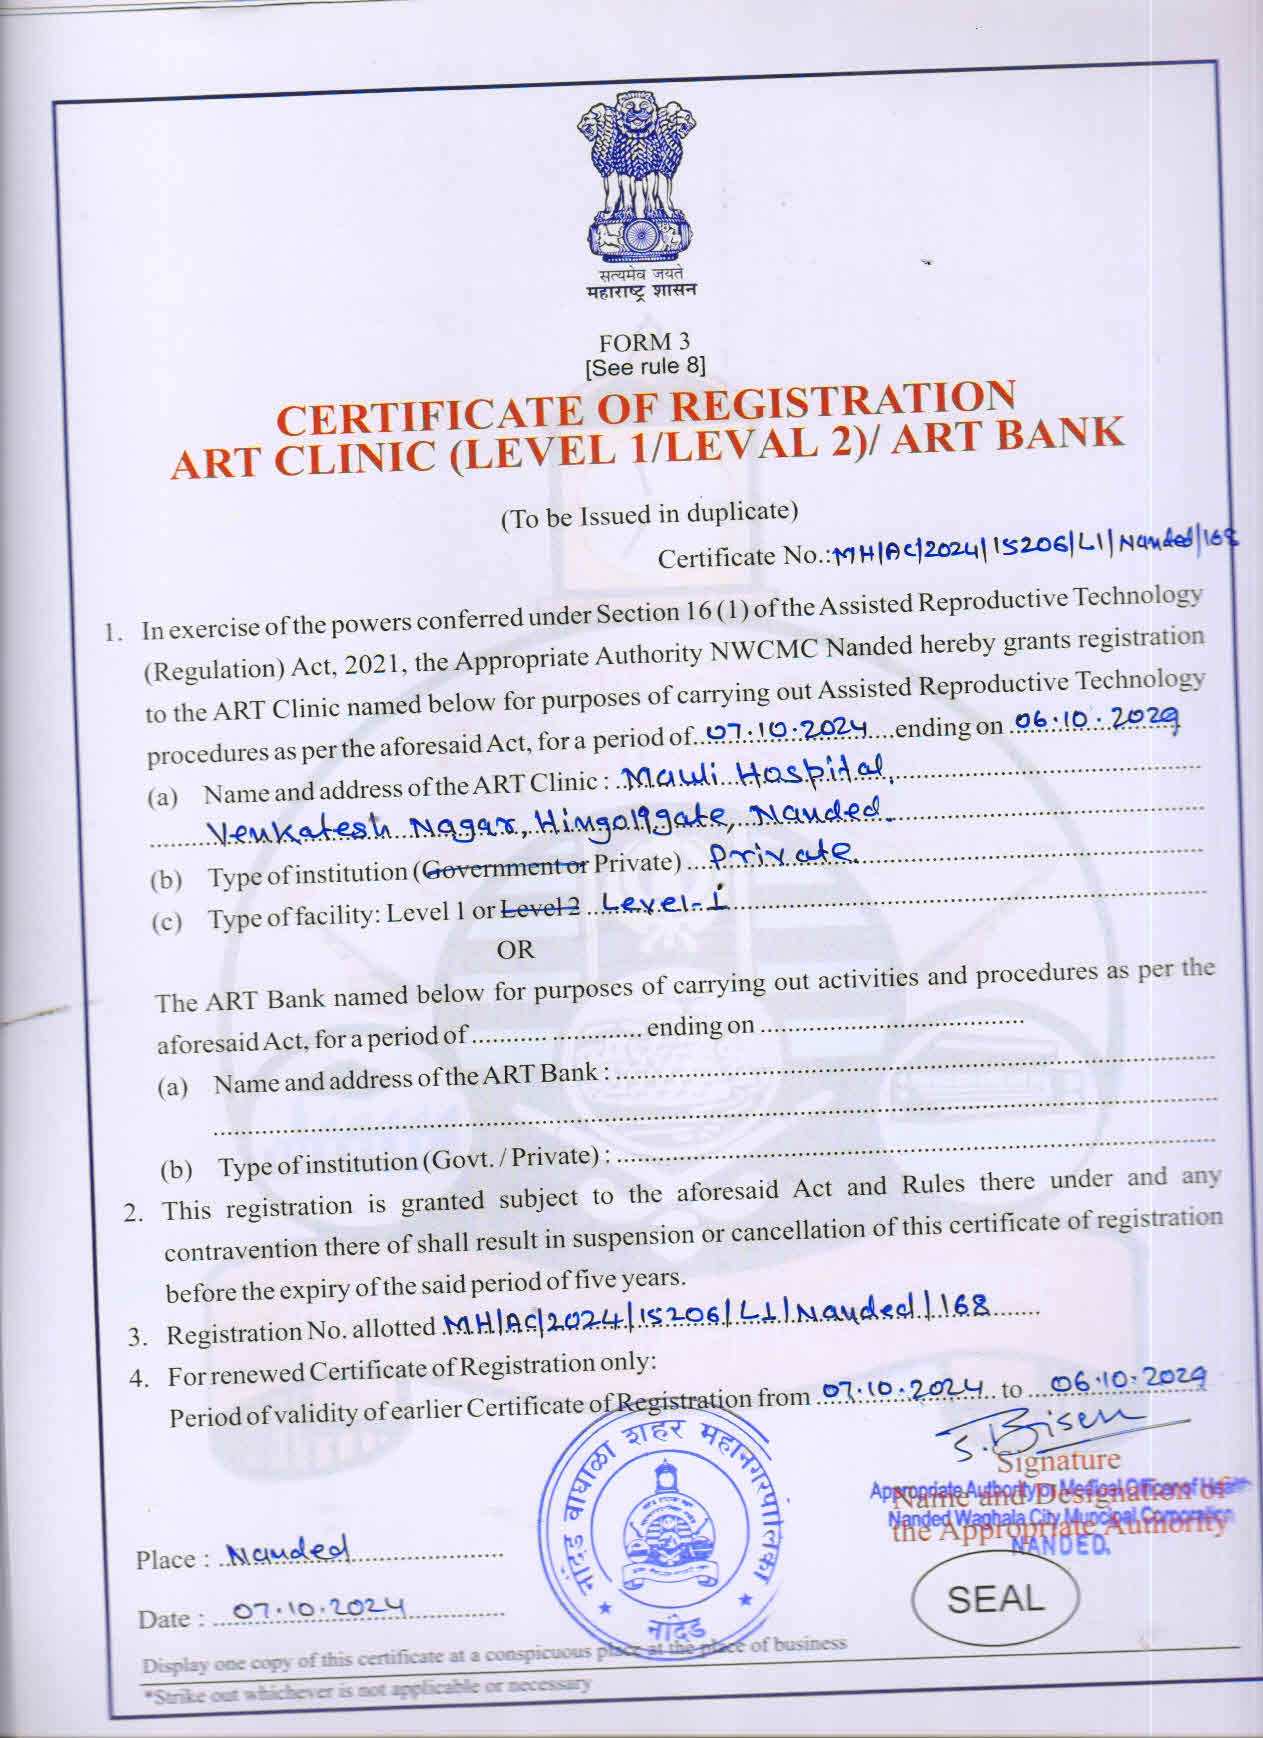 सत्यमेव जयते
महाराष्ट्र शासन
FORM 3
[See rule 8]
CERTIFICATE OF REGISTRATION
ART CLINIC (LEVEL 1/LEVAL 2)/ ART BANK
(To be Issued in duplicate)
Certificate No.: MH/AC/2024/15206/L1/Nanded/168
1. In exercise of the powers conferred under Section 16 (1) of the Assisted Reproductive Technology
(Regulation) Act, 2021, the Appropriate Authority NWCMC Nanded hereby grants registration
to the ART Clinic named below for purposes of carrying out Assisted Reproductive Technology
procedures as per the aforesaid Act, for a period of 07.10.2024 ending on 06.10.2029
(a) Name and address of the ART Clinic : Mauli Hospital,
Venkatesh Nagar, Hingoligate, Nanded.
(b) Type of institution (Government or Private) Private.
(c) Type of facility: Level 1 or Level 2 Level-I
OR
The ART Bank named below for purposes of carrying out activities and procedures as per the
aforesaid Act, for a period of ........... ............. ending on ...................................
(a) Name and address of the ART Bank : ...................................
...................................
(b) Type of institution (Govt. / Private) : ...................................
2. This registration is granted subject to the aforesaid Act and Rules there under and any
contravention there of shall result in suspension or cancellation of this certificate of registration
before the expiry of the said period of five years.
3. Registration No. allotted MH/AC/2024/15206/L1/Nanded/168
4. For renewed Certificate of Registration only:
Period of validity of earlier Certificate of Registration from 07.10.2024 to 06.10.2029
S. Bisen
Signature
Name and Designation of
the Appropriate Authority
Appropriate Authority or Medical Officer of Health
Nanded Waghala City Muncipal Corporation
NANDED.
नांदेड वाघाळा शहर महानगरपालिका
नांदेड
Place : Nanded
Date : 07.10.2024
SEAL
Display one copy of this certificate at a conspicuous place at the place of business
*Strike out whichever is not applicable or necessary